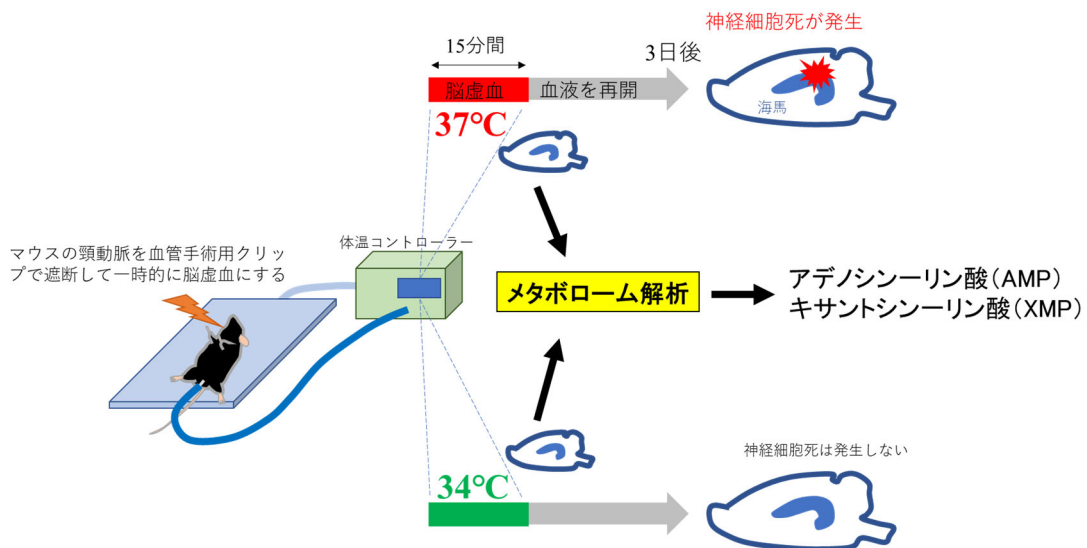 神経細胞死が発生
15分間
3日後
脳虚血
血液を再開
海馬
37℃
体温コントローラー
マウスの頸動脈を血管手術用クリッ
プで遮断して一時的に脳虚血にする
メタボローム解析
アデノシンーリン酸(AMP)
キサントシンーリン酸(XMP)
神経細胞死は発生しない
34℃